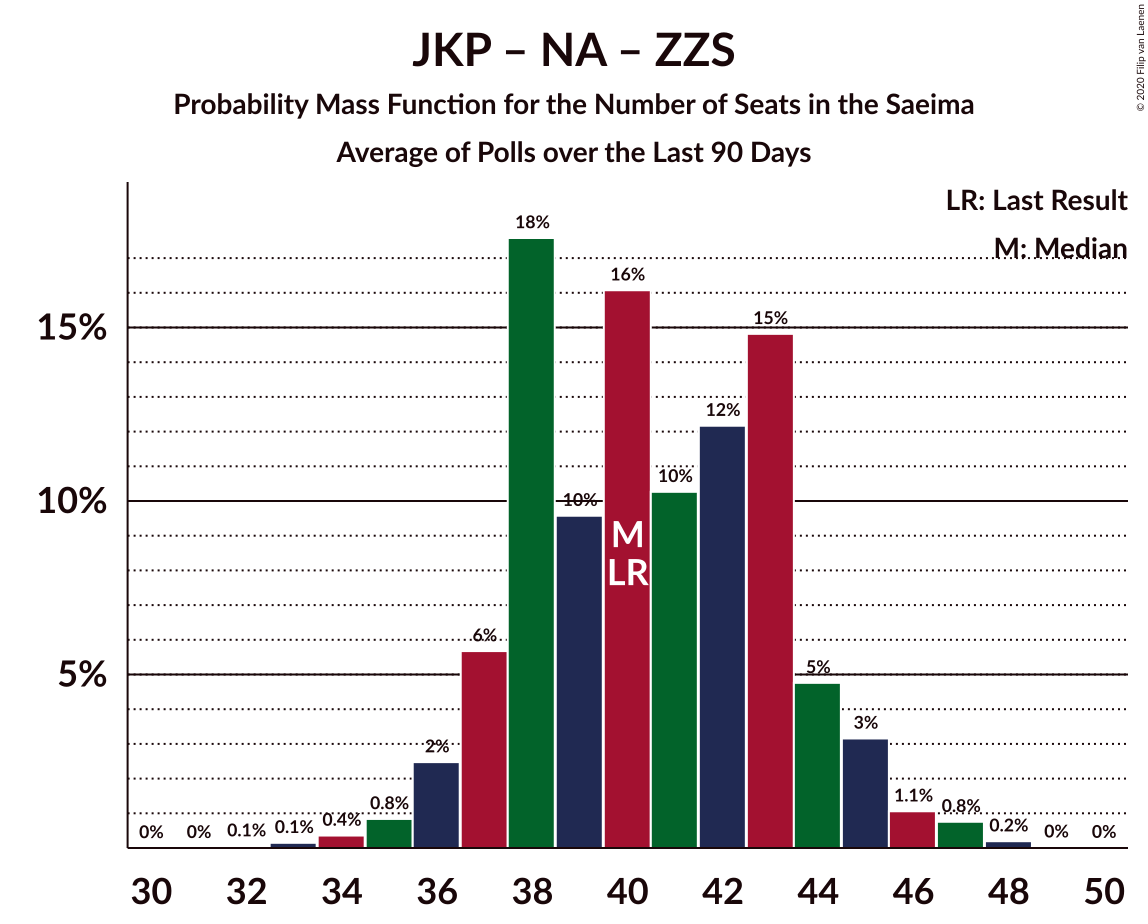 JKP – NA – ZZS
Probability Mass Function for the Number of Seats in the Saeima
Average of Polls over the Last 90 Days
© 2020 Filip van Laenen
LR: Last Result
M: Median
15%
10%
5%
0%
0%
0.1%
0.1%
0.4%
0.8%
2%
6%
18%
10%
16%
10%
12%
15%
5%
3%
1.1%
0.8%
0.2%
0%
0%
M
LR
30 32 34 36 38 40 42 44 46 48 50